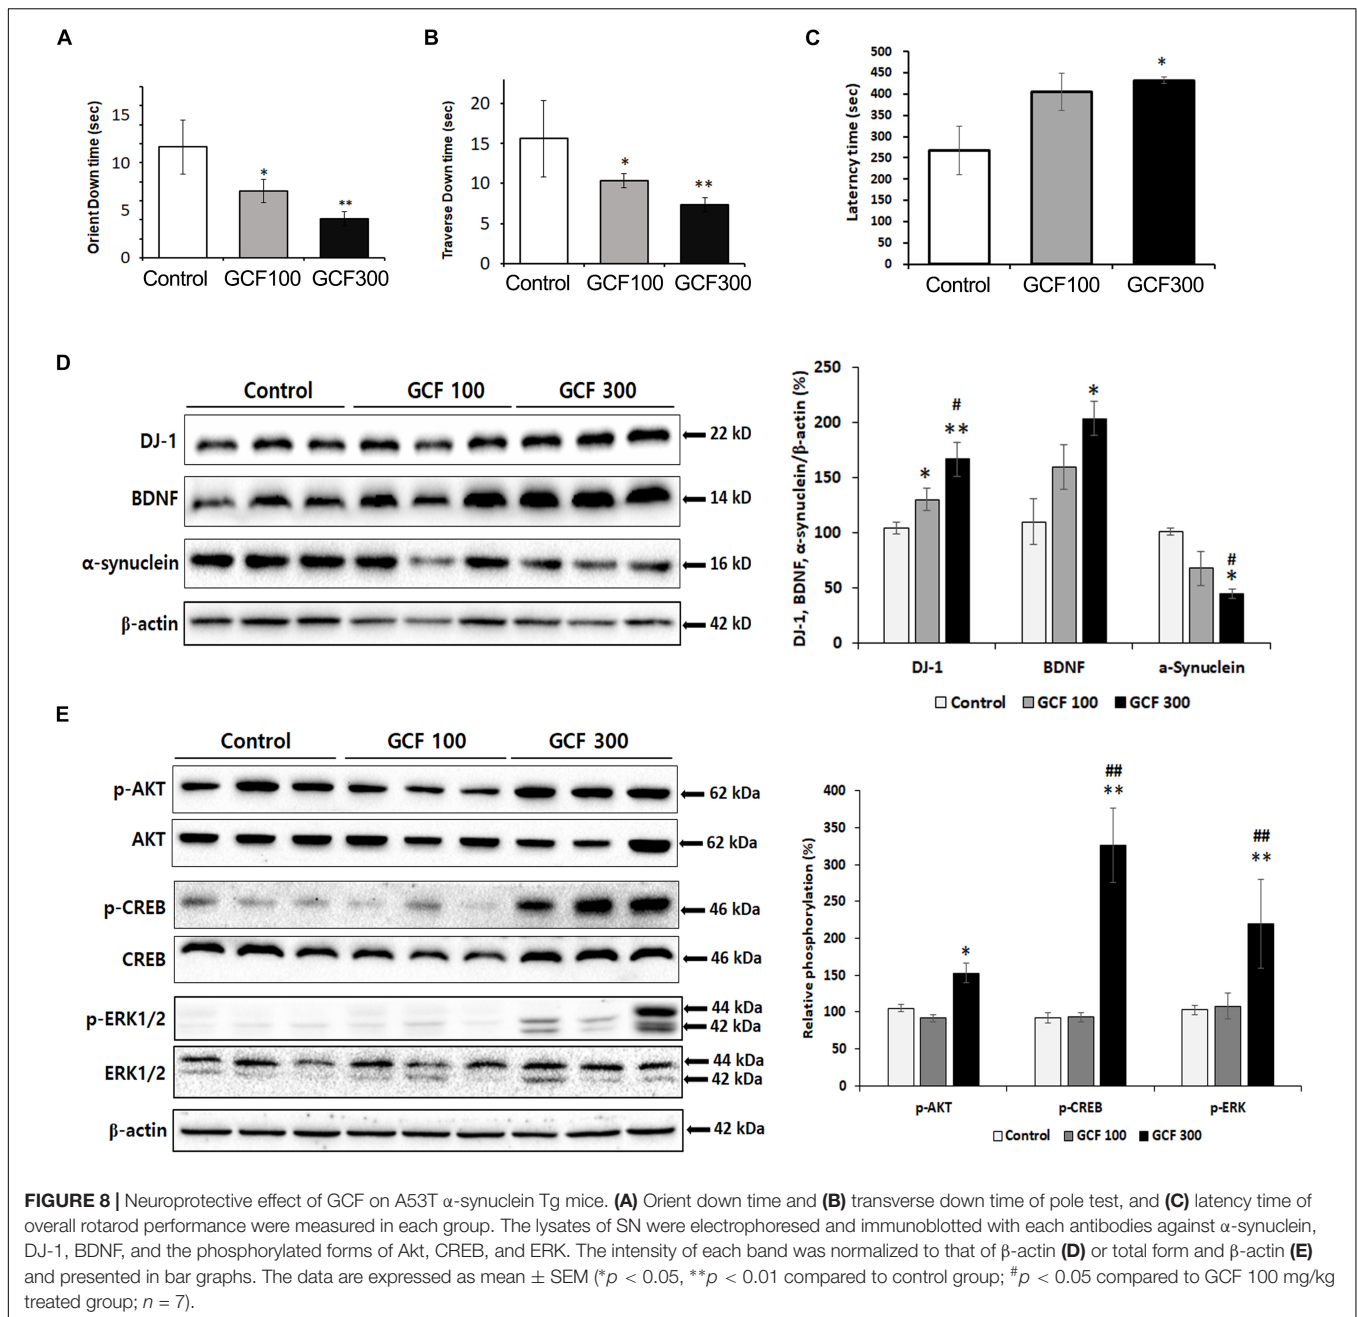 A
Orient Down time (sec)
15
10
5
0
*
**
Control GCF100 GCF300
B
Traverse Down time (sec)
20
15
10
5
0
*
**
Control GCF100 GCF300
C
Laterncy time (sec)
500
450
400
350
300
250
200
150
100
50
0
*
Control GCF100 GCF300
D
Control GCF 100 GCF 300
DJ-1 22 kD
BDNF 14 kD
α-synuclein 16 kD
β-actin 42 kD
DJ-1, BDNF, α-synuclein/β-actin (%)
250
200
150
100
50
0
*
#
**
*
#
*
DJ-1 BDNF a-Synuclein
Control GCF 100 GCF 300
E
Control GCF 100 GCF 300
p-AKT 62 kDa
AKT 62 kDa
p-CREB 46 kDa
CREB 46 kDa
p-ERK1/2 44 kDa
42 kDa
ERK1/2 44 kDa
42 kDa
β-actin 42 kDa
Relative phosphorylation (%)
400
350
300
250
200
150
100
50
0
*
##
**
##
**
p-AKT p-CREB p-ERK
Control GCF 100 GCF 300
FIGURE 8 | Neuroprotective effect of GCF on A53T α-synuclein Tg mice. (A) Orient down time and (B) transverse down time of pole test, and (C) latency time of
overall rotarod performance were measured in each group. The lysates of SN were electrophoresed and immunoblotted with each antibodies against α-synuclein,
DJ-1, BDNF, and the phosphorylated forms of Akt, CREB, and ERK. The intensity of each band was normalized to that of β-actin (D) or total form and β-actin (E)
and presented in bar graphs. The data are expressed as mean ± SEM (*p < 0.05, **p < 0.01 compared to control group; #p < 0.05 compared to GCF 100 mg/kg
treated group; n = 7).